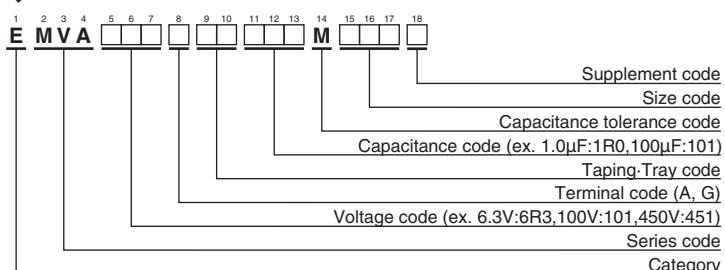 1 2 3 4 5 6 7 8 9 10 11 12 13 14 15 16 17 18
E MVA □□□ □ □□ □□□ M □□□ □
Supplement code
Size code
Capacitance tolerance code
Capacitance code (ex. 1.0μF:1R0,100μF:101)
Taping·Tray code
Terminal code (A, G)
Voltage code (ex. 6.3V:6R3,100V:101,450V:451)
Series code
Category